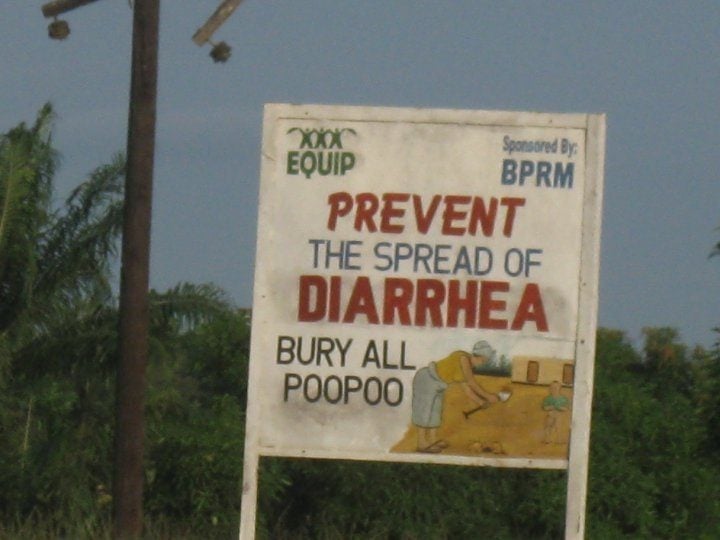 EQUIP
Sponsored By:
BPRM
PREVENT
THE SPREAD OF
DIARRHEA
BURY ALL
POOPOO